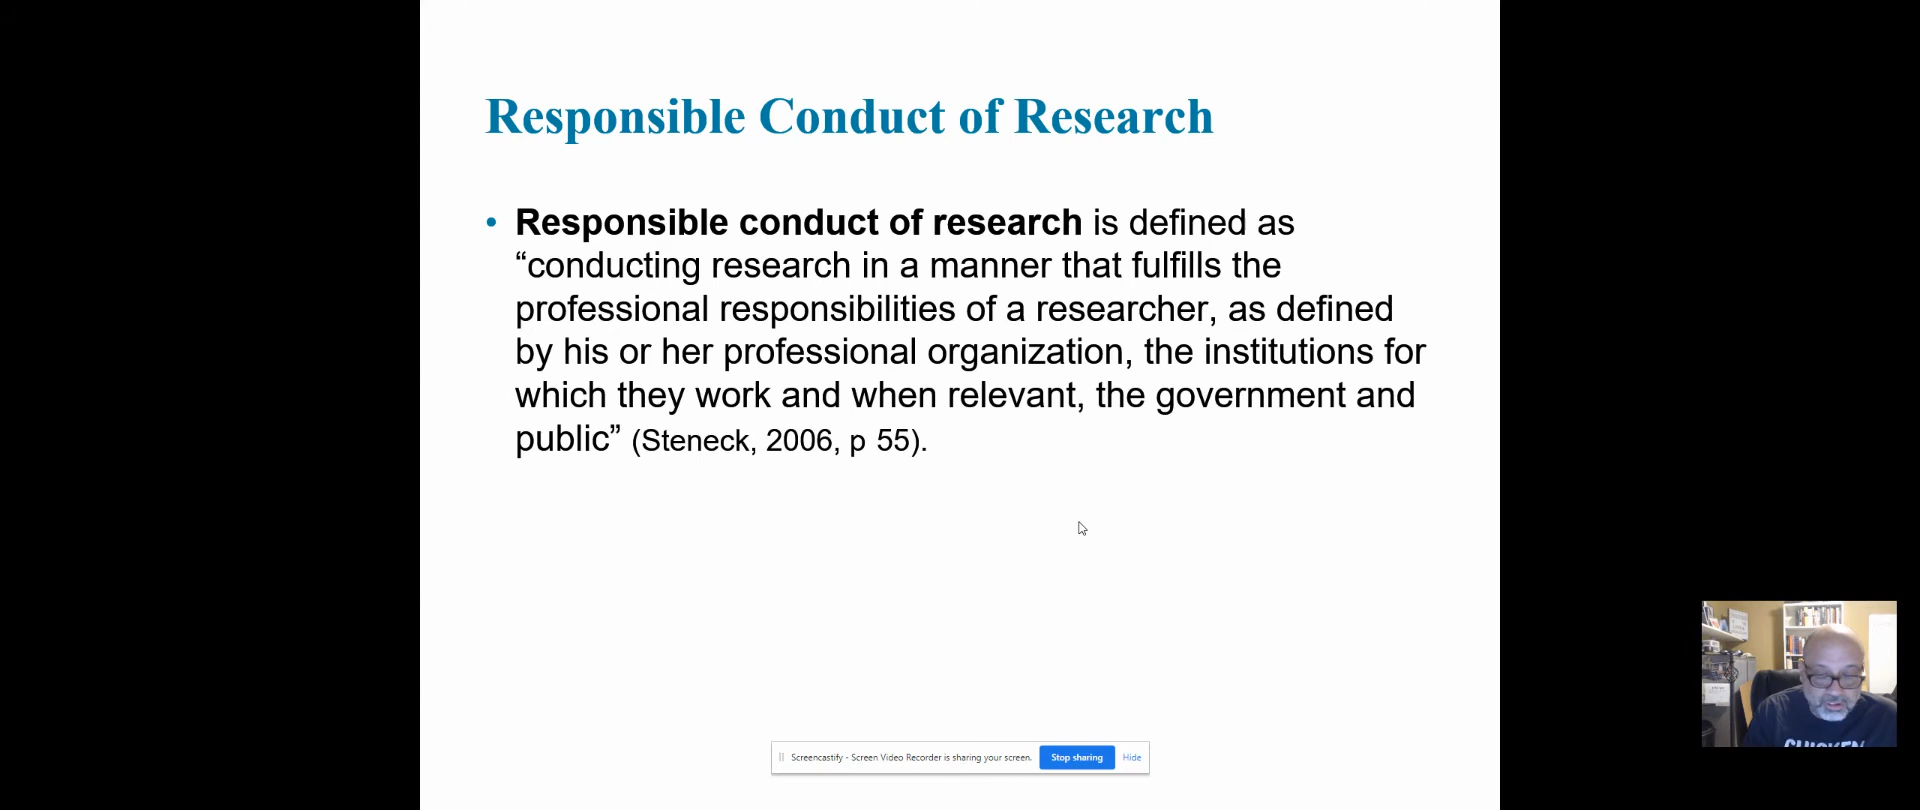 Responsible Conduct of Research
• Responsible conduct of research is defined as
“conducting research in a manner that fulfills the
professional responsibilities of a researcher, as defined
by his or her professional organization, the institutions for
which they work and when relevant, the government and
public” (Steneck, 2006, p 55).
Screencastify - Screen Video Recorder is sharing your screen. Stop sharing Hide
CHICKEN